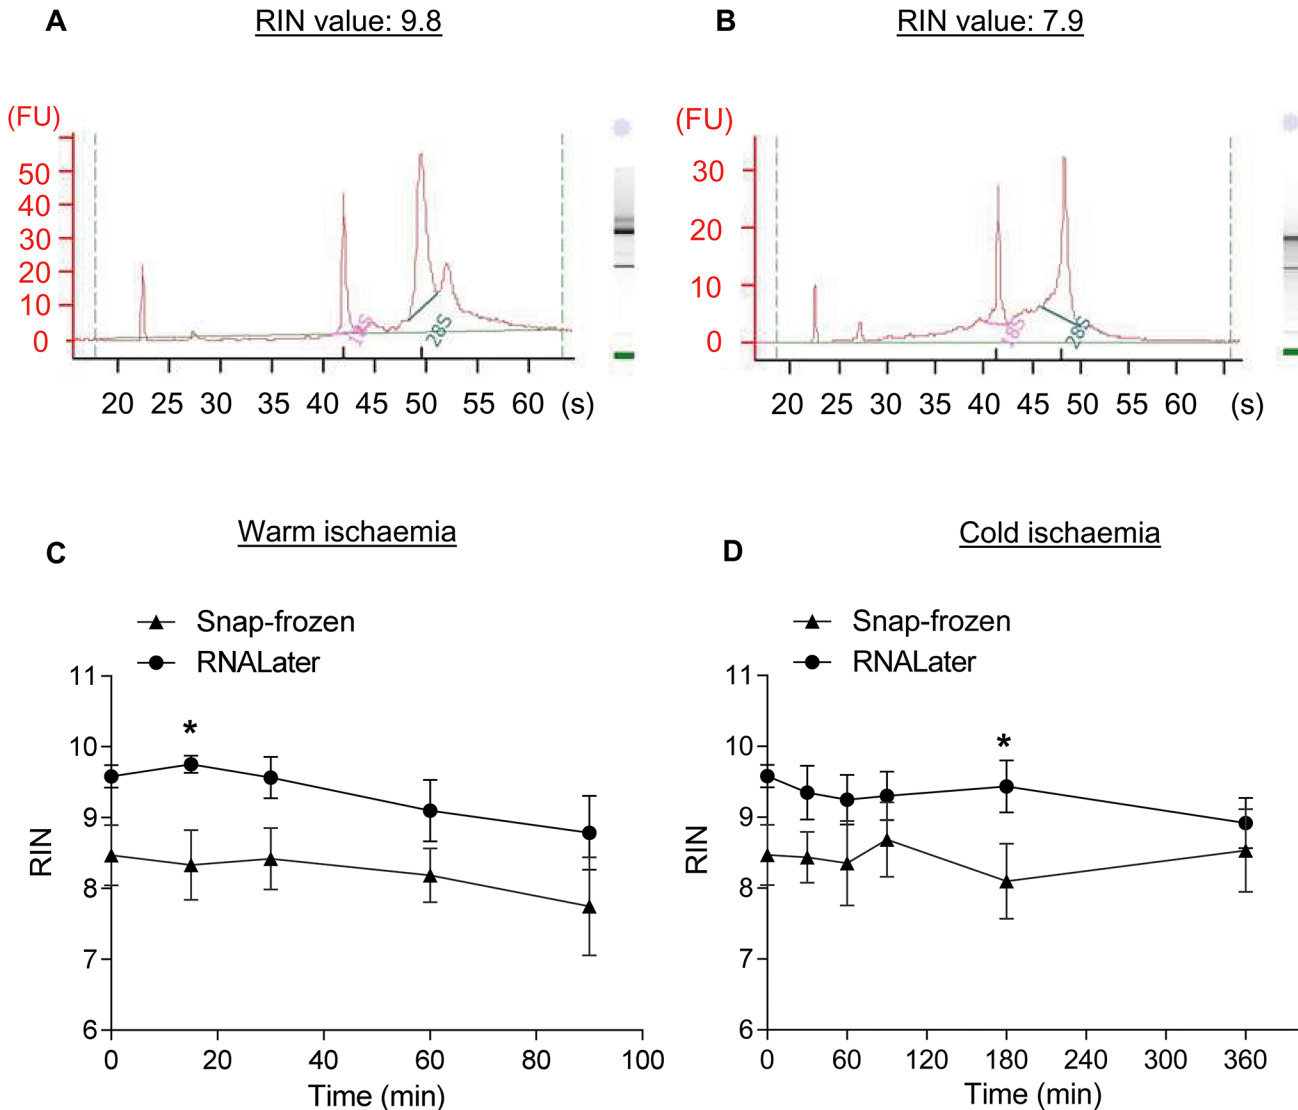 A
RIN value: 9.8
(FU)
50
40
30
20
10
0
18S
28S
20 25 30 35 40 45 50 55 60 (s)
B
RIN value: 7.9
(FU)
30
20
10
0
18S
28S
20 25 30 35 40 45 50 55 60 (s)
C
Warm ischaemia
Snap-frozen
RNALater
11
10
9
8
7
6
RIN
*
0 20 40 60 80 100
Time (min)
D
Cold ischaemia
Snap-frozen
RNALater
11
10
9
8
7
6
RIN
*
0 60 120 180 240 300 360
Time (min)